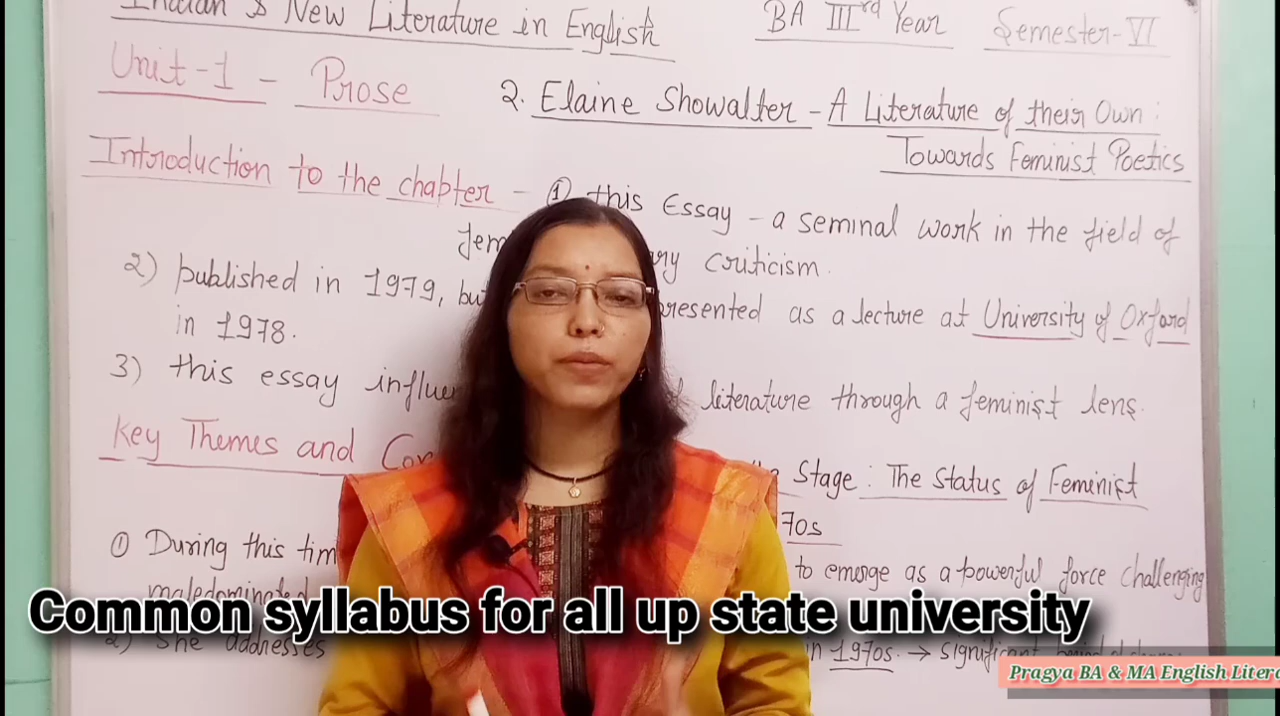 Indian & New Literature in English
BA IIIrd Year
Semester-VI
Unit-1 - Prose
2. Elaine Showalter - A Literature of their Own :
Towards Feminist Poetics
Introduction to the chapter - ① this Essay - a seminal work in the field of
criticism.
2) published in 1979, presented as a lecture at University of Oxford
in 1978.
3) this essay literature through a feminist lens.
Key Themes and Stage : The Status of Feminist
70s
① During this to emerge as a powerful force challenging
Common syllabus for all up state university
2) She addresses in 1970s. →
Pragya BA & MA English